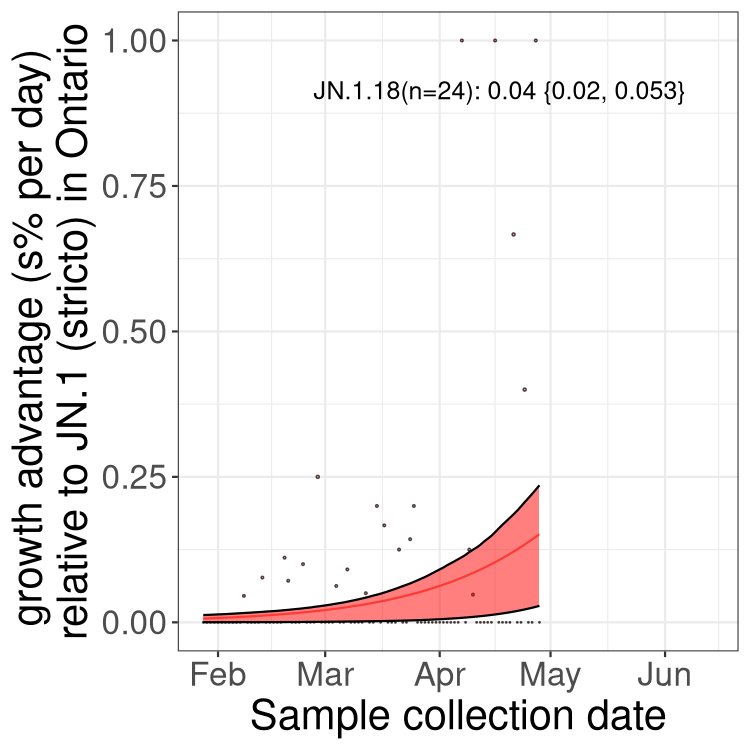 growth advantage (s% per day)
relative to JN.1 (stricto) in Ontario
1.00
JN.1.18(n=24): 0.04 {0.02, 0.053}
0.75
0.50
0.25
0.00
Feb Mar Apr May Jun
Sample collection date